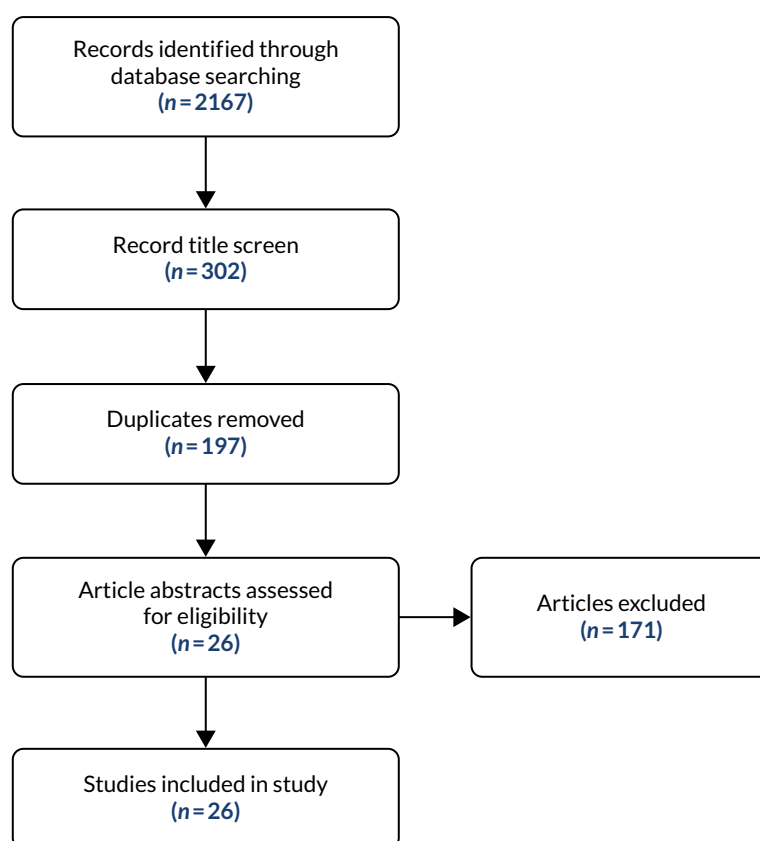 Records identified through
database searching
(n=2167)
Record title screen
(n=302)
Duplicates removed
(n=197)
Article abstracts assessed
for eligibility
(n=26)
Articles excluded
(n=171)
Studies included in study
(n=26)